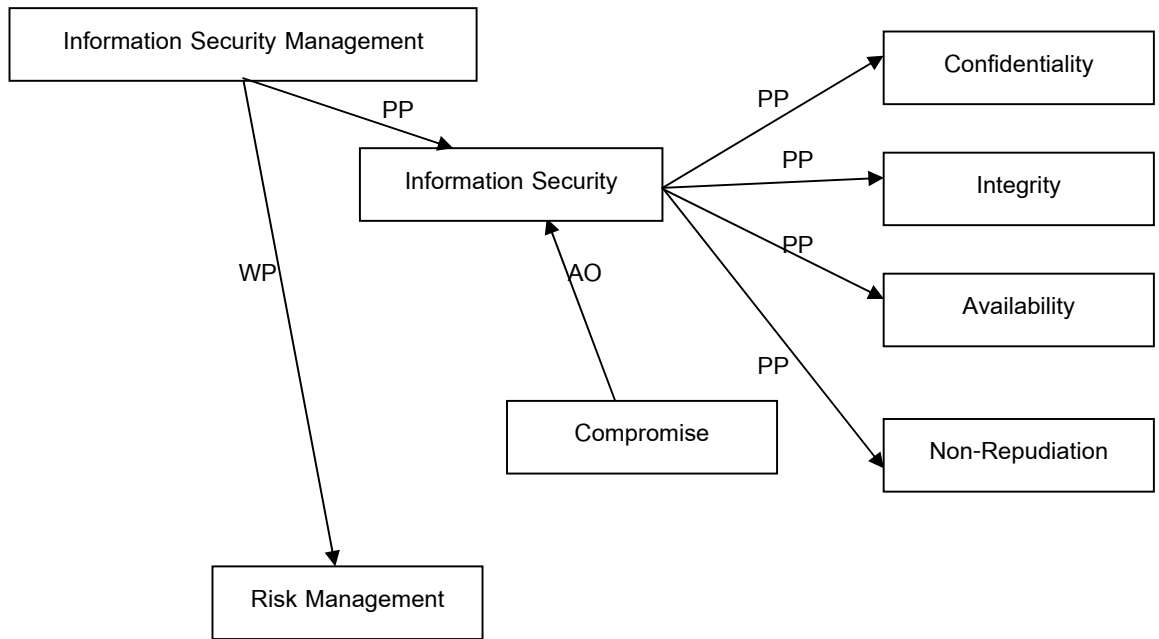 Information Security Management
Confidentiality
PP
PP
Information Security
PP
Integrity
PP
Availability
WP
AO
PP
Compromise
Non-Repudiation
Risk Management